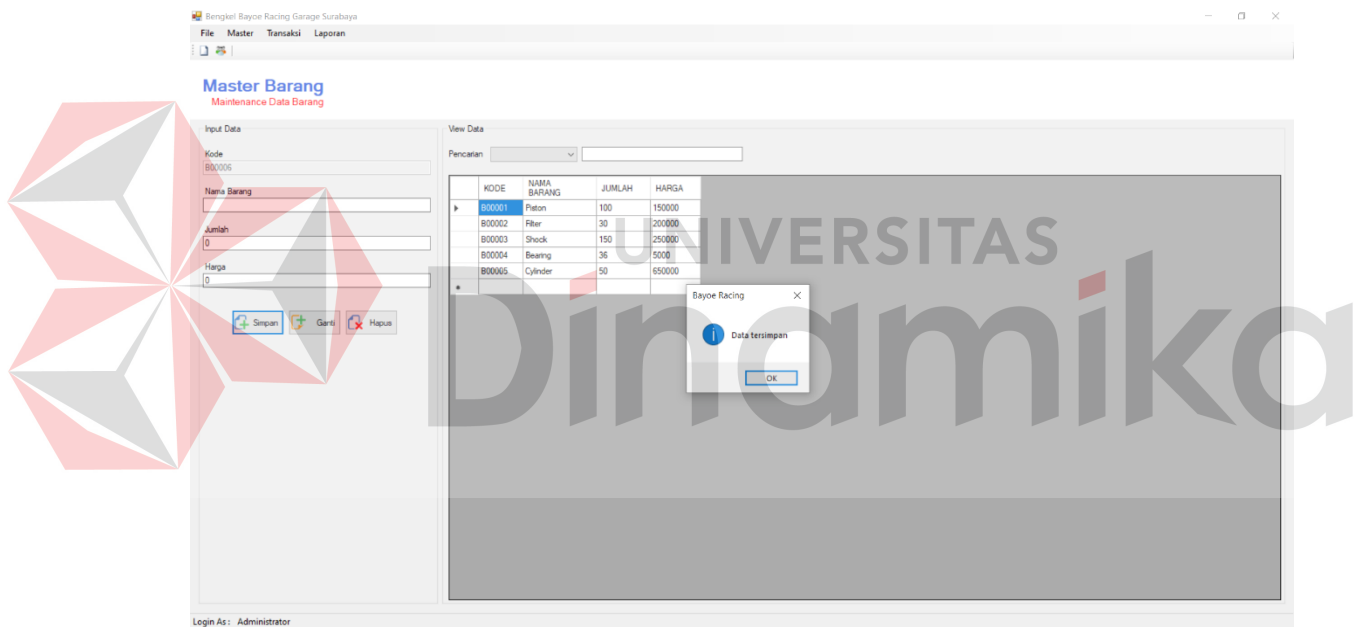 Bengkel Bayoe Racing Garage Surabaya
File Master Transaksi Laporan
Master Barang
Maintenance Data Barang
Input Data
Kode
B00006
Nama Barang
Jumlah
0
Harga
0
Simpan Ganti Hapus
View Data
Pencarian
KODE NAMA BARANG JUMLAH HARGA
B00001 Piston 100 150000
B00002 Filter 30 200000
B00003 Shock 150 250000
B00004 Bearing 36 5000
B00005 Cylinder 50 650000
Bayoe Racing
Data tersimpan
OK
UNIVERSITAS
Dinamika
Login As : Administrator